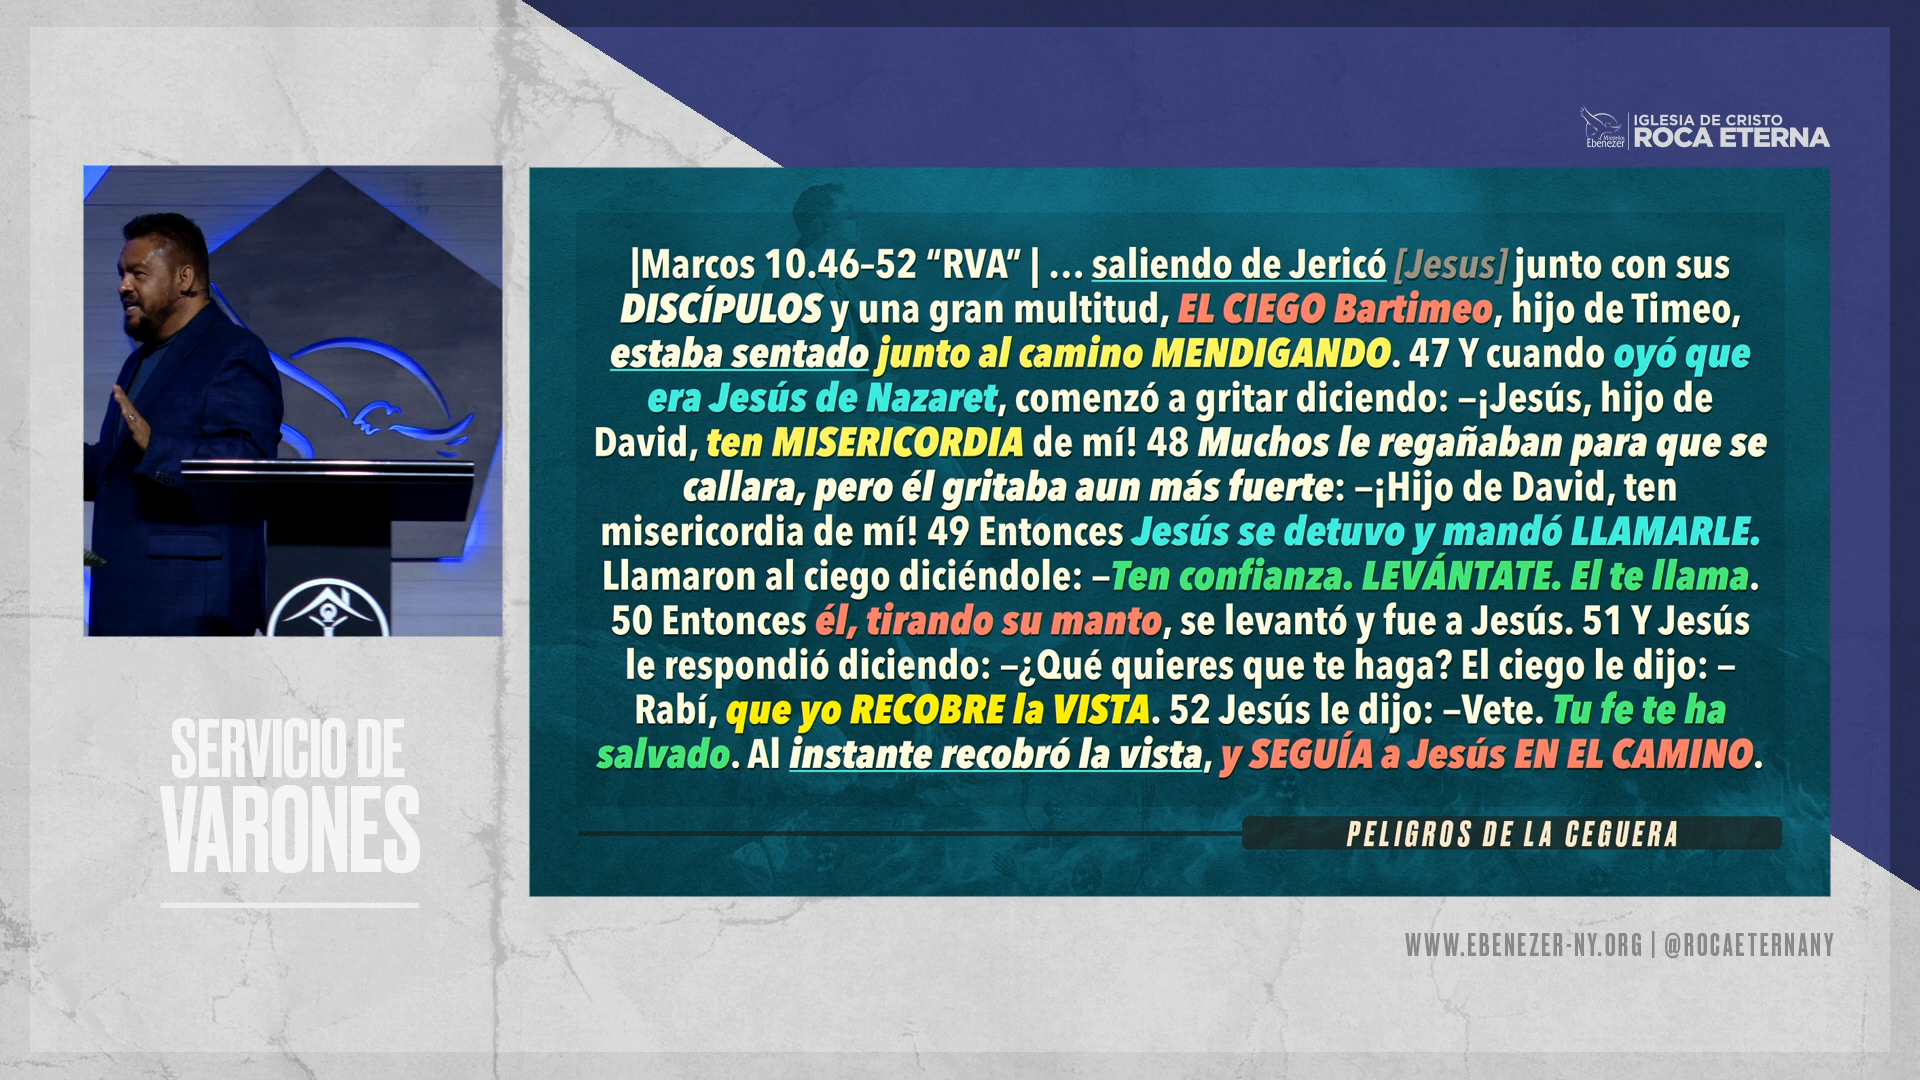 Ministerios
Ebenezer
IGLESIA DE CRISTO
ROCA ETERNA
|Marcos 10.46–52 “RVA” | … saliendo de Jericó [Jesus] junto con sus
DISCÍPULOS y una gran multitud, EL CIEGO Bartimeo, hijo de Timeo,
estaba sentado junto al camino MENDIGANDO. 47 Y cuando oyó que
era Jesús de Nazaret, comenzó a gritar diciendo: –¡Jesús, hijo de
David, ten MISERICORDIA de mí! 48 Muchos le regañaban para que se
callara, pero él gritaba aun más fuerte: –¡Hijo de David, ten
misericordia de mí! 49 Entonces Jesús se detuvo y mandó LLAMARLE.
Llamaron al ciego diciéndole: –Ten confianza. LEVÁNTATE. El te llama.
50 Entonces él, tirando su manto, se levantó y fue a Jesús. 51 Y Jesús
le respondió diciendo: –¿Qué quieres que te haga? El ciego le dijo: –
Rabí, que yo RECOBRE la VISTA. 52 Jesús le dijo: –Vete. Tu fe te ha
salvado. Al instante recobró la vista, y SEGUÍA a Jesús EN EL CAMINO.
PELIGROS DE LA CEGUERA
SERVICIO DE
VARONES
WWW.EBENEZER-NY.ORG | @ROCAETERNANY